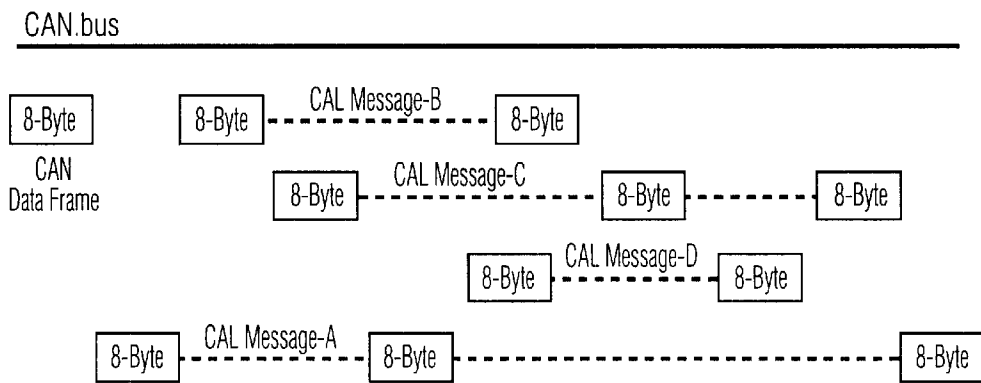 CAN.bus
8-Byte
8-Byte
CAL Message-B
8-Byte
CAN
Data Frame
8-Byte
CAL Message-C
8-Byte
8-Byte
8-Byte
CAL Message-D
8-Byte
8-Byte
CAL Message-A
8-Byte
8-Byte